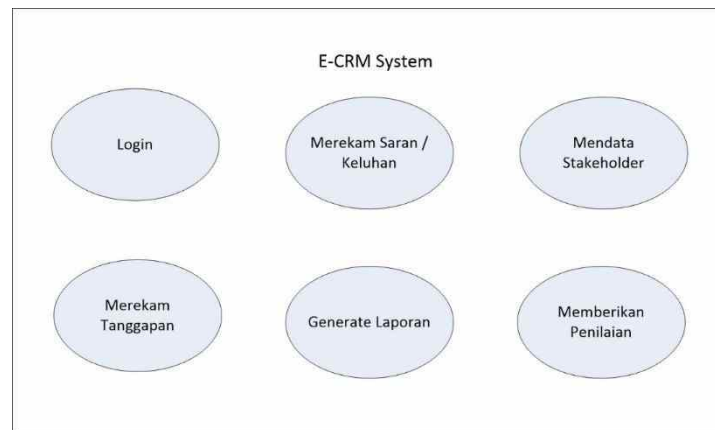 E-CRM System
Login
Merekam Saran /
Keluhan
Mendata
Stakeholder
Merekam
Tanggapan
Generate Laporan
Memberikan
Penilaian